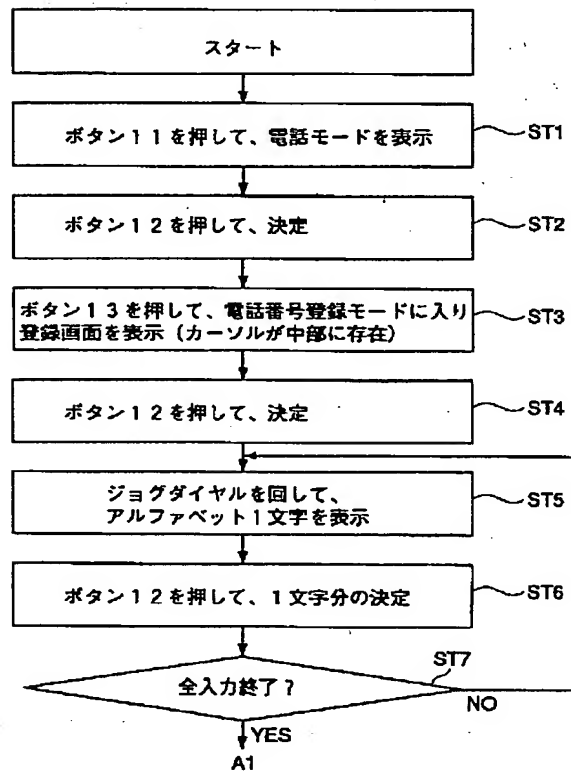 スタート
ボタン11を押して、電話モードを表示
ST1
ボタン12を押して、決定
ST2
ボタン13を押して、電話番号登録モードに入り
登録画面を表示（カーソルが中部に存在）
ST3
ボタン12を押して、決定
ST4
ジョグダイヤルを回して、
アルファベット1文字を表示
ST5
ボタン12を押して、1文字分の決定
ST6
ST7
全入力終了？
NO
YES
A1